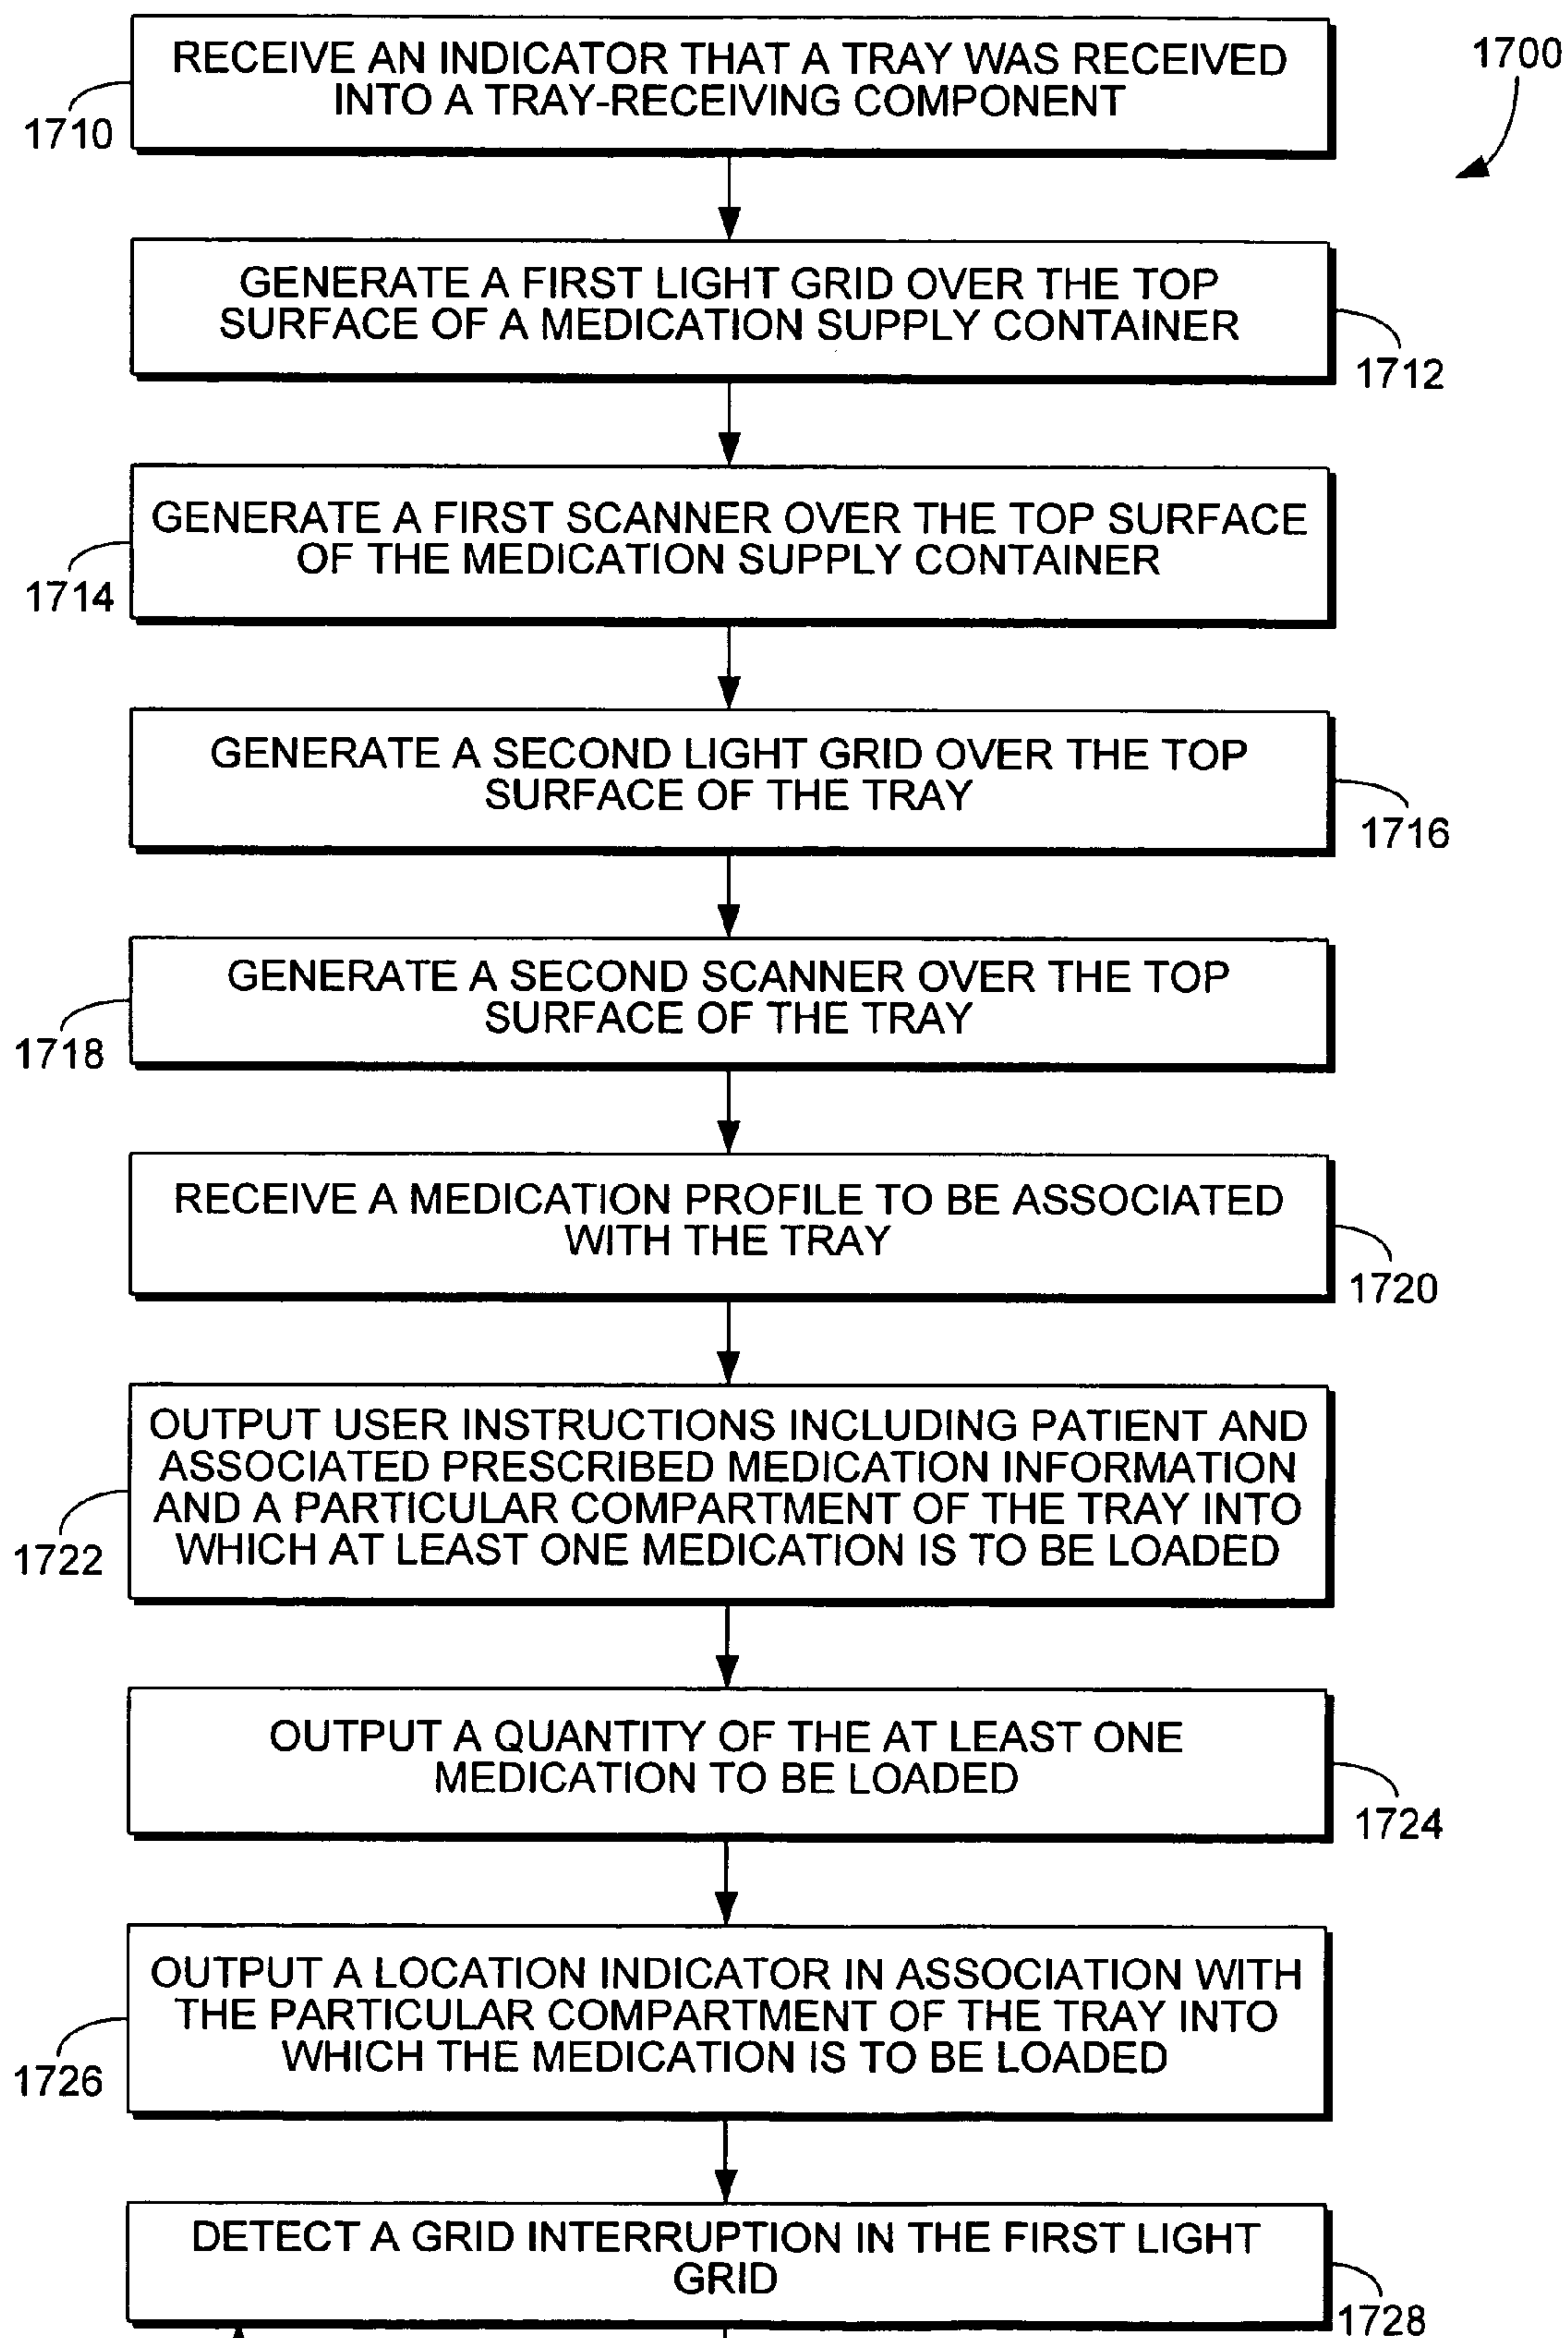 1700
RECEIVE AN INDICATOR THAT A TRAY WAS RECEIVED
INTO A TRAY-RECEIVING COMPONENT
1710
GENERATE A FIRST LIGHT GRID OVER THE TOP
SURFACE OF A MEDICATION SUPPLY CONTAINER
1712
GENERATE A FIRST SCANNER OVER THE TOP SURFACE
OF THE MEDICATION SUPPLY CONTAINER
1714
GENERATE A SECOND LIGHT GRID OVER THE TOP
SURFACE OF THE TRAY
1716
GENERATE A SECOND SCANNER OVER THE TOP
SURFACE OF THE TRAY
1718
RECEIVE A MEDICATION PROFILE TO BE ASSOCIATED
WITH THE TRAY
1720
OUTPUT USER INSTRUCTIONS INCLUDING PATIENT AND
ASSOCIATED PRESCRIBED MEDICATION INFORMATION
AND A PARTICULAR COMPARTMENT OF THE TRAY INTO
WHICH AT LEAST ONE MEDICATION IS TO BE LOADED
1722
OUTPUT A QUANTITY OF THE AT LEAST ONE
MEDICATION TO BE LOADED
1724
OUTPUT A LOCATION INDICATOR IN ASSOCIATION WITH
THE PARTICULAR COMPARTMENT OF THE TRAY INTO
WHICH THE MEDICATION IS TO BE LOADED
1726
DETECT A GRID INTERRUPTION IN THE FIRST LIGHT
GRID
1728